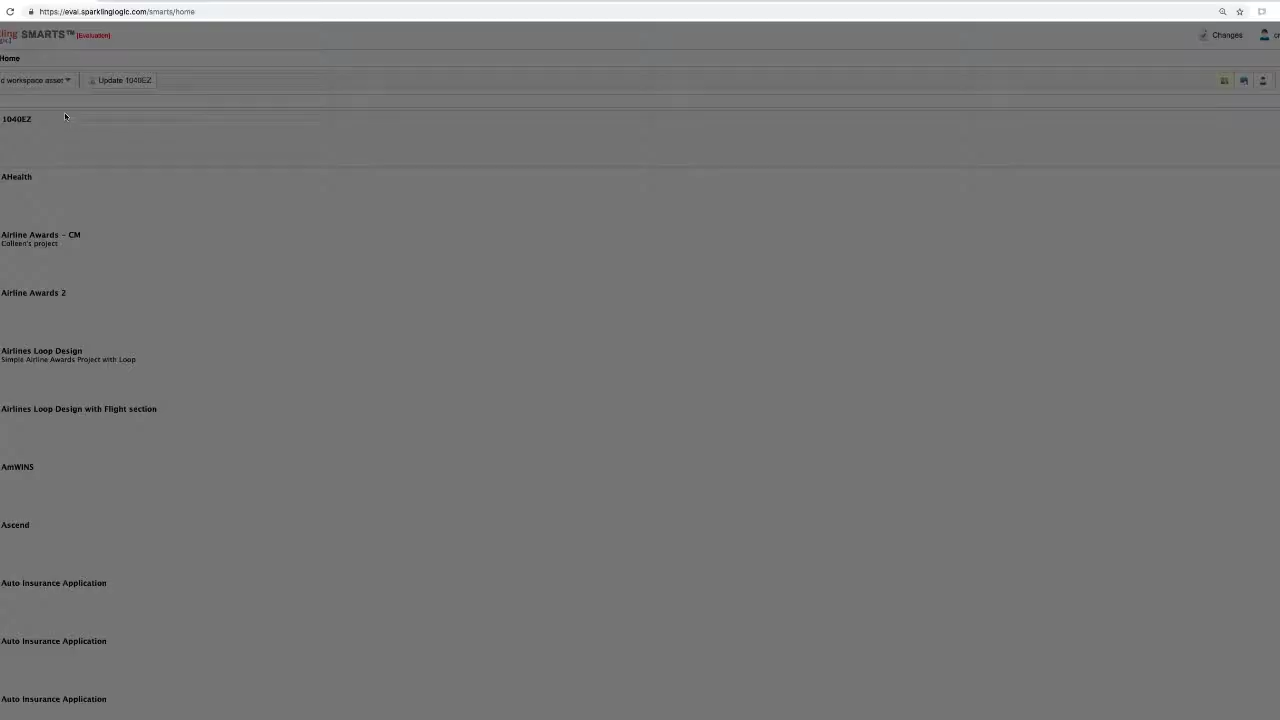 https://eval.sparklinglogic.com/smarts/home
SMARTS™ [Evaluation]
Changes
Home
workspace asset
Update 1040EZ
1040EZ
AHealth
Airline Awards - CM
Colleen's project
Airline Awards 2
Airlines Loop Design
Simple Airline Awards Project with Loop
Airlines Loop Design with Flight section
AmWINS
Ascend
Auto Insurance Application
Auto Insurance Application
Auto Insurance Application